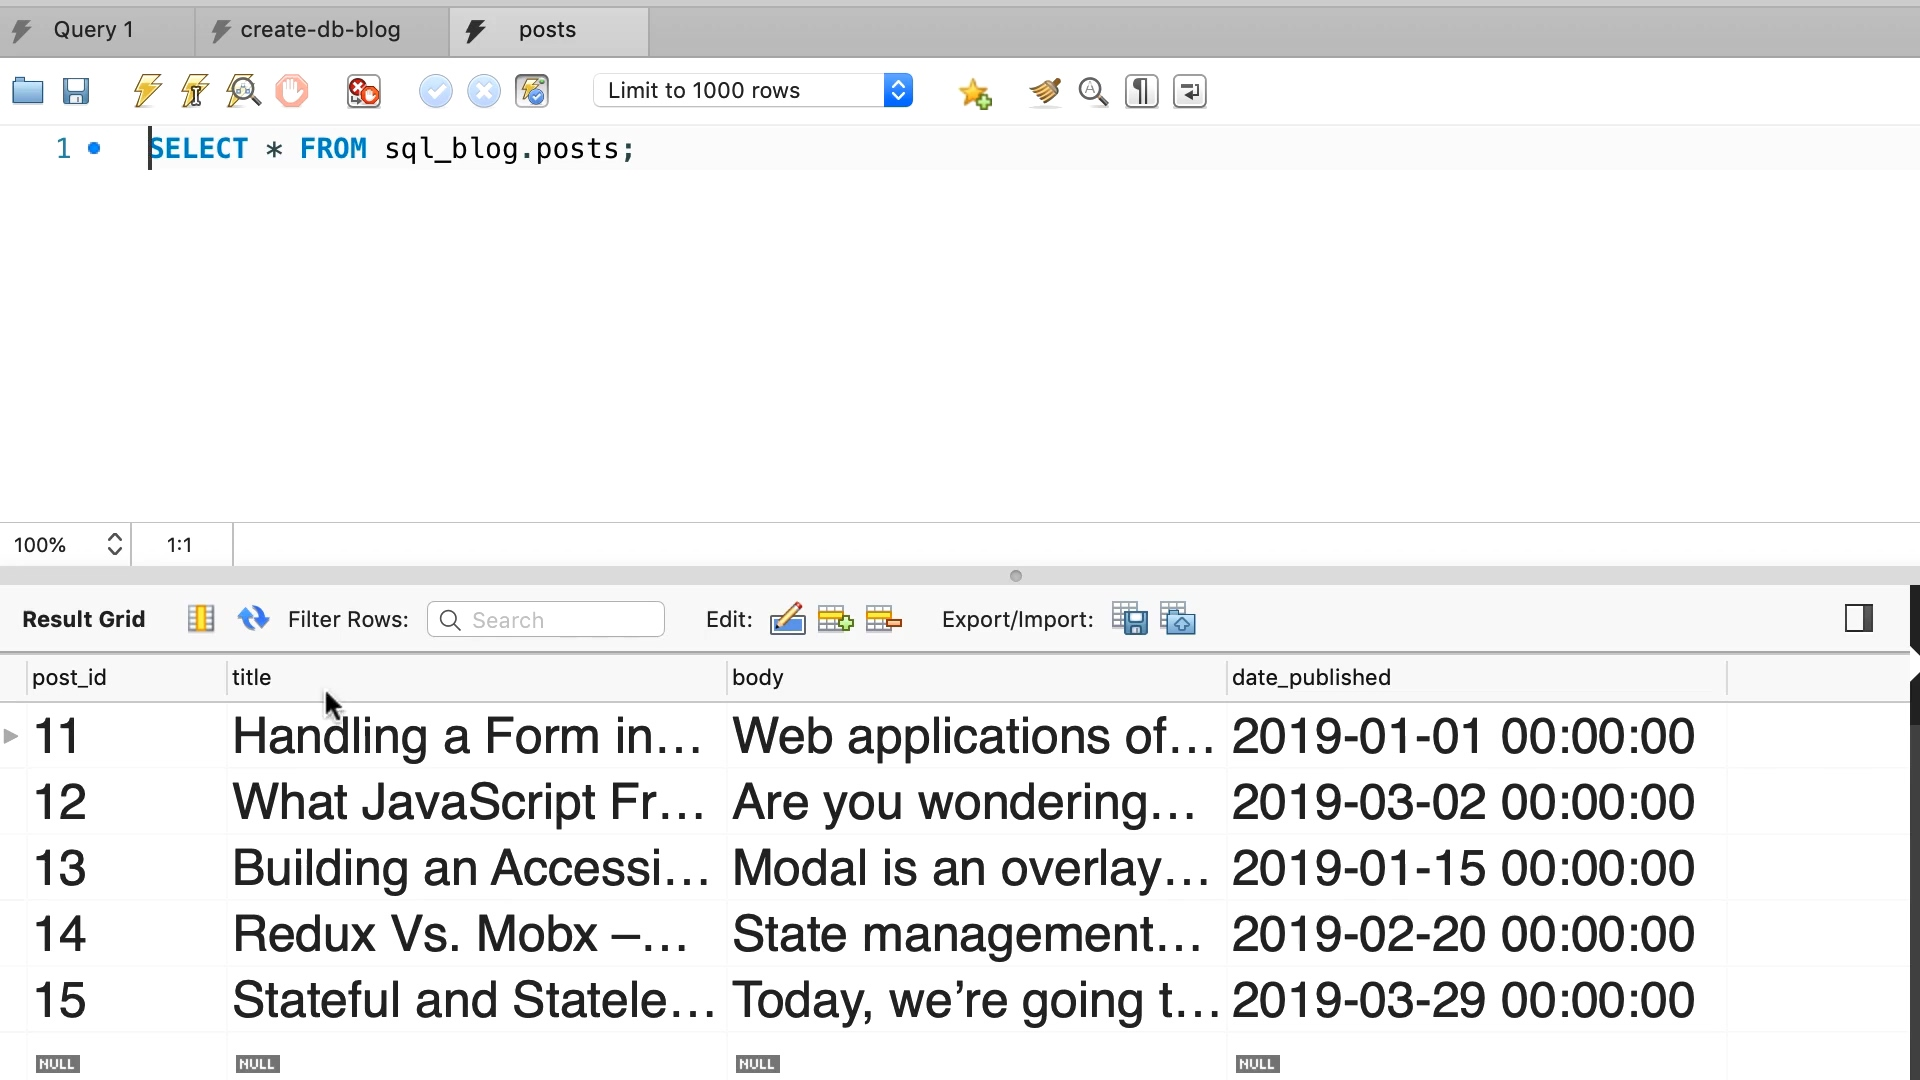 Query 1 create-db-blog posts
Limit to 1000 rows
1 SELECT * FROM sql_blog.posts;
100% 1:1
Result Grid Filter Rows: Search Edit: Export/Import:
post_id title body date_published
11 Handling a Form in... Web applications of... 2019-01-01 00:00:00
12 What JavaScript Fr... Are you wondering... 2019-03-02 00:00:00
13 Building an Accessi... Modal is an overlay... 2019-01-15 00:00:00
14 Redux Vs. Mobx –... State management... 2019-02-20 00:00:00
15 Stateful and Statele... Today, we’re going t... 2019-03-29 00:00:00
NULL NULL NULL NULL